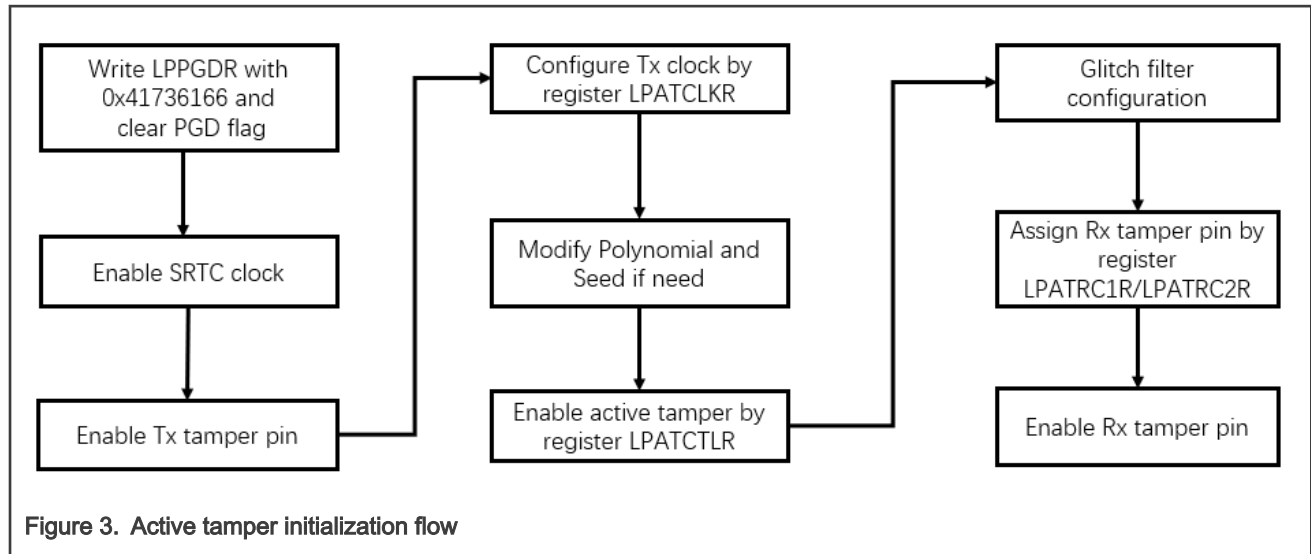 Write LPPGDR with
0x41736166 and
clear PGD flag
Enable SRTC clock
Enable Tx tamper pin
Configure Tx clock by
register LPATCLKR
Modify Polynomial and
Seed if need
Enable active tamper by
register LPATCTLR
Glitch filter
configuration
Assign Rx tamper pin by
register
LPATRC1R/LPATRC2R
Enable Rx tamper pin
Figure 3. Active tamper initialization flow